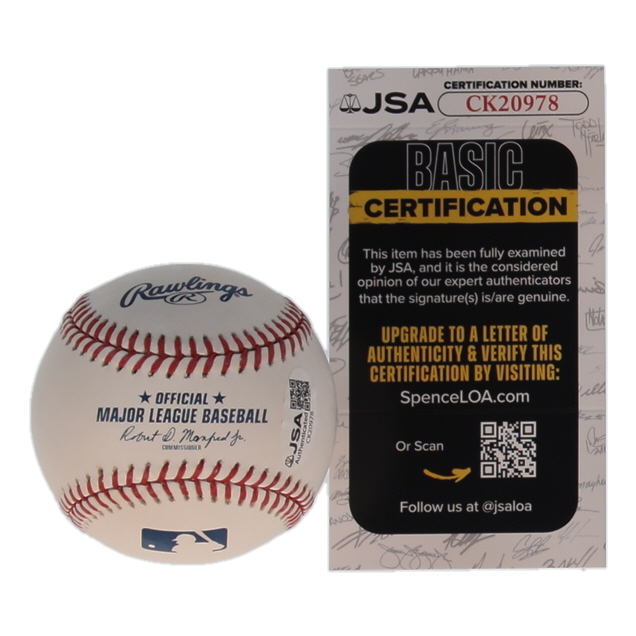 Rawlings
R
★ OFFICIAL ★
MAJOR LEAGUE BASEBALL
Robert D. Manfred Jr.
COMMISSIONER
JSA
Authenticated
CK20978
JSA
CERTIFICATION NUMBER:
CK20978
BASIC
CERTIFICATION
This item has been fully examined
by JSA, and it is the considered
opinion of our expert authenticators
that the signature(s) is/are genuine.
UPGRADE TO A LETTER OF
AUTHENTICITY & VERIFY THIS
CERTIFICATION BY VISITING:
SpenceLOA.com
Or Scan
Follow us at @jsaloa